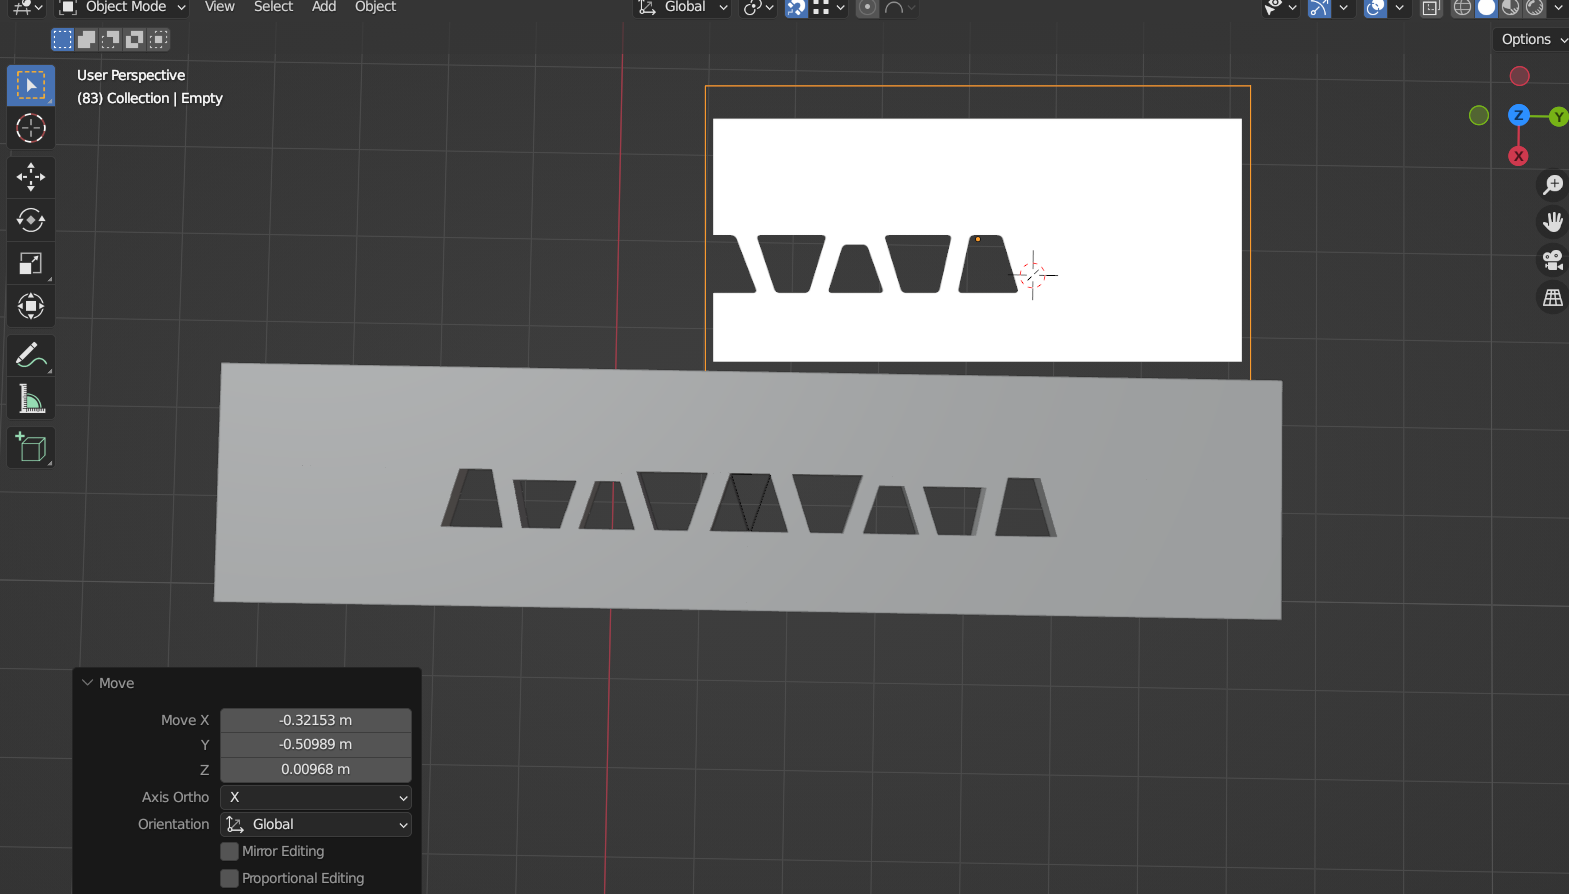 Object Mode View Select Add Object Global
Options
User Perspective
(83) Collection | Empty
Z Y
X
Move
Move X -0.32153 m
Y -0.50989 m
Z 0.00968 m
Axis Ortho X
Orientation Global
Mirror Editing
Proportional Editing